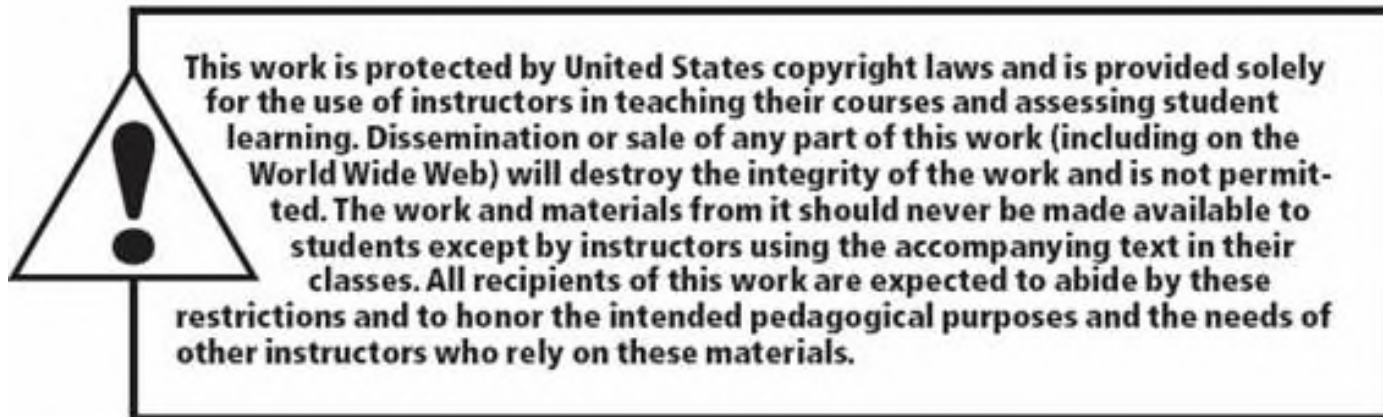 This work is protected by United States copyright laws and is provided solely
for the use of instructors in teaching their courses and assessing student
learning. Dissemination or sale of any part of this work (including on the
World Wide Web) will destroy the integrity of the work and is not permit-
ted. The work and materials from it should never be made available to
students except by instructors using the accompanying text in their
classes. All recipients of this work are expected to abide by these
restrictions and to honor the intended pedagogical purposes and the needs of
other instructors who rely on these materials.